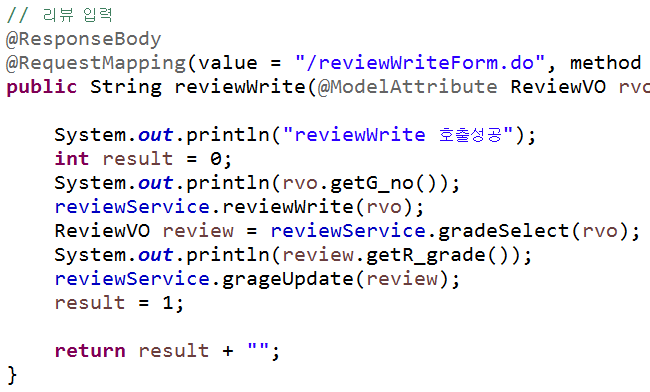 // 리뷰 입력
@ResponseBody
@RequestMapping(value = "/reviewWriteForm.do", method
public String reviewWrite(@ModelAttribute ReviewVO rvo
System.out.println("reviewWrite 호출성공");
int result = 0;
System.out.println(rvo.getG_no());
reviewService.reviewWrite(rvo);
ReviewVO review = reviewService.gradeSelect(rvo);
System.out.println(review.getR_grade());
reviewService.grageUpdate(review);
result = 1;
return result + "";
}